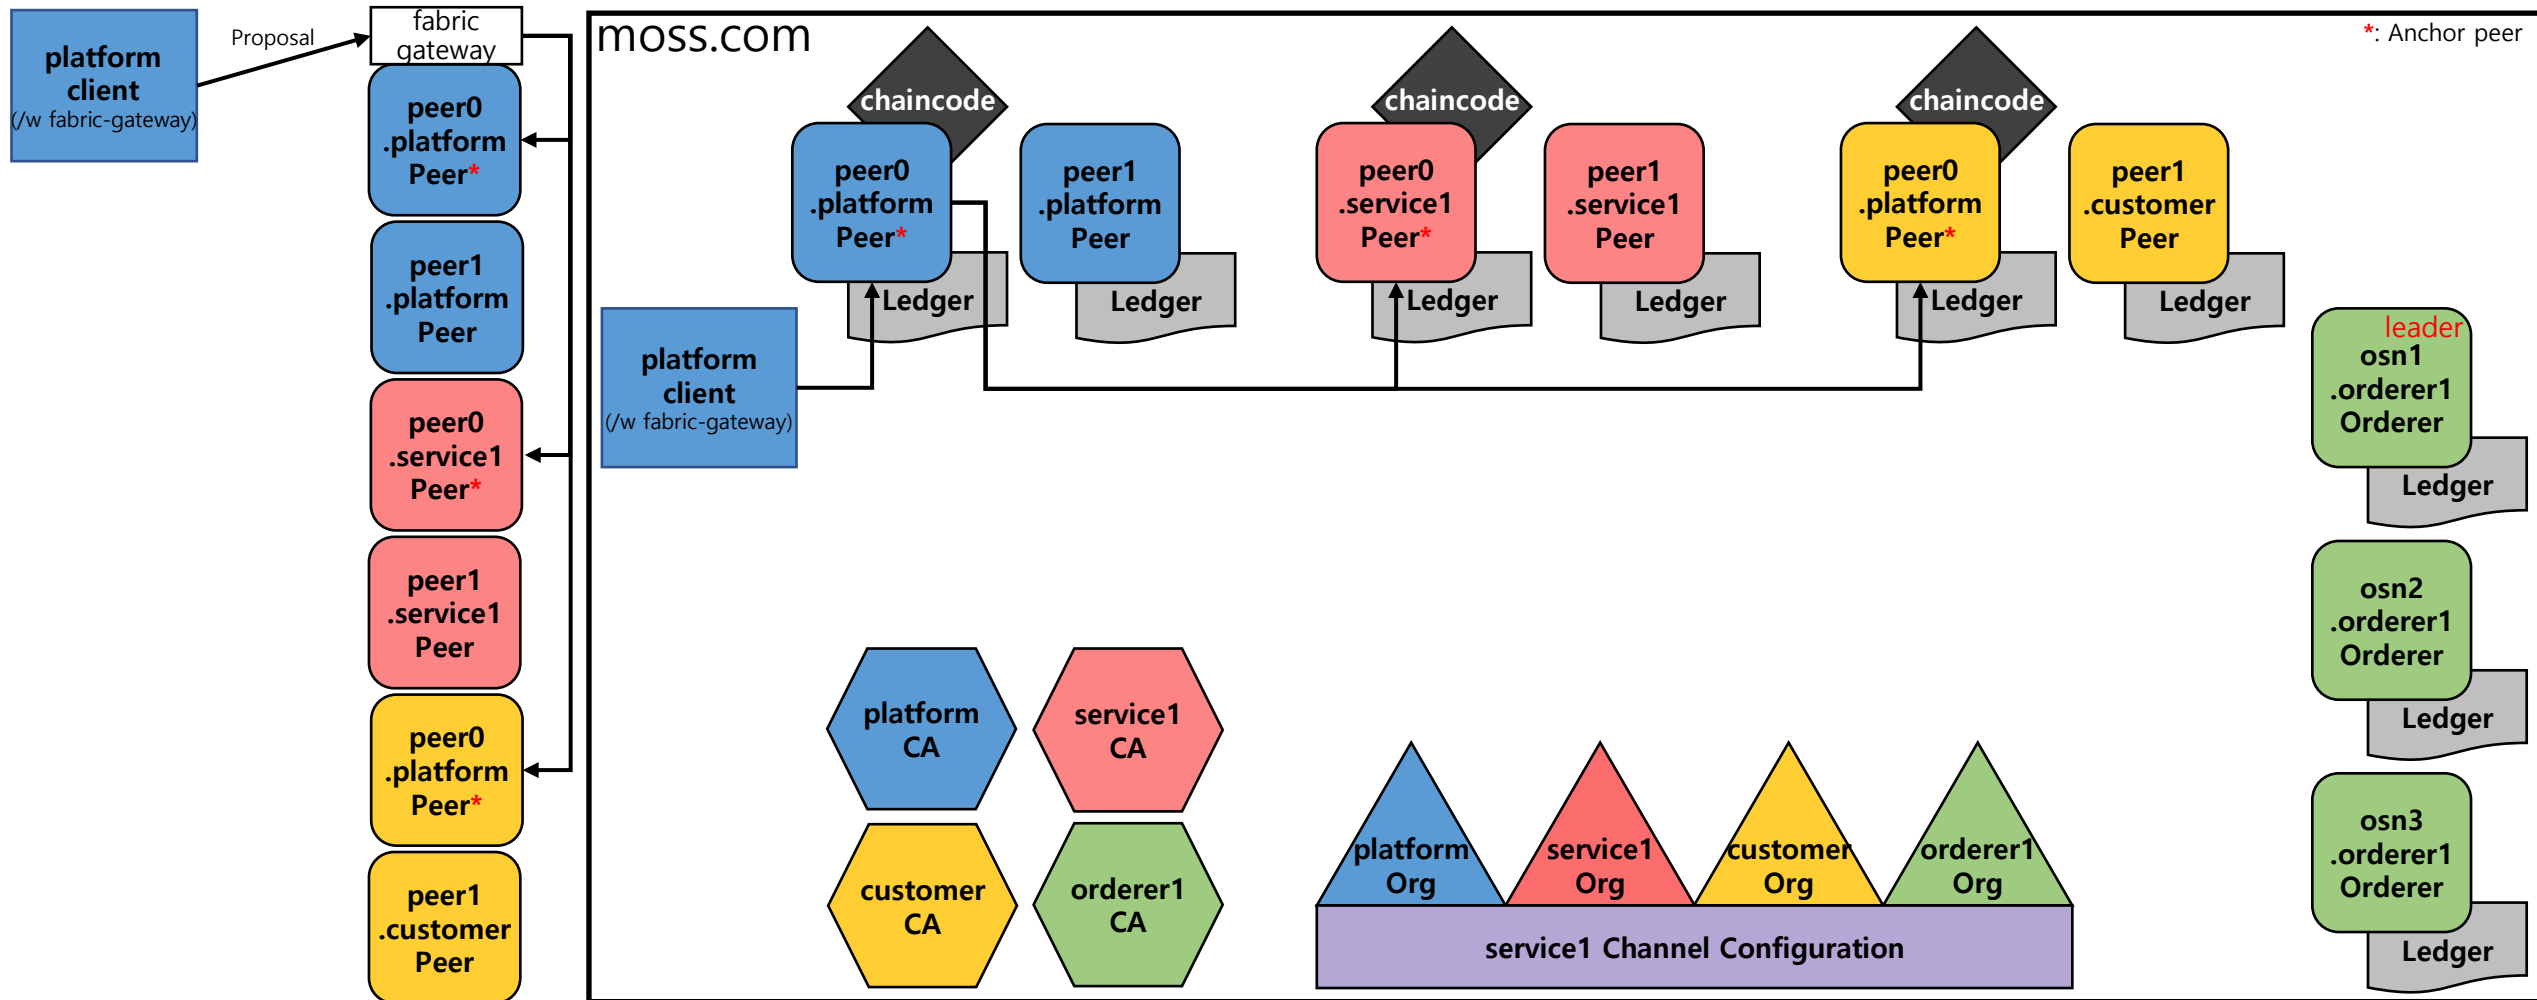 platform
client
(/w fabric-gateway)
Proposal
fabric
gateway
peer0
.platform
Peer*
peer1
.platform
Peer
peer0
.service1
Peer*
peer1
.service1
Peer
peer0
.platform
Peer*
peer1
.customer
Peer
moss.com
*: Anchor peer
chaincode
peer0
.platform
Peer*
Ledger
peer1
.platform
Peer
Ledger
chaincode
peer0
.service1
Peer*
Ledger
peer1
.service1
Peer
Ledger
chaincode
peer0
.platform
Peer*
Ledger
peer1
.customer
Peer
Ledger
platform
client
(/w fabric-gateway)
leader
osn1
.orderer1
Orderer
Ledger
osn2
.orderer1
Orderer
Ledger
osn3
.orderer1
Orderer
Ledger
platform
CA
service1
CA
customer
CA
orderer1
CA
platform
Org
service1
Org
customer
Org
orderer1
Org
service1 Channel Configuration